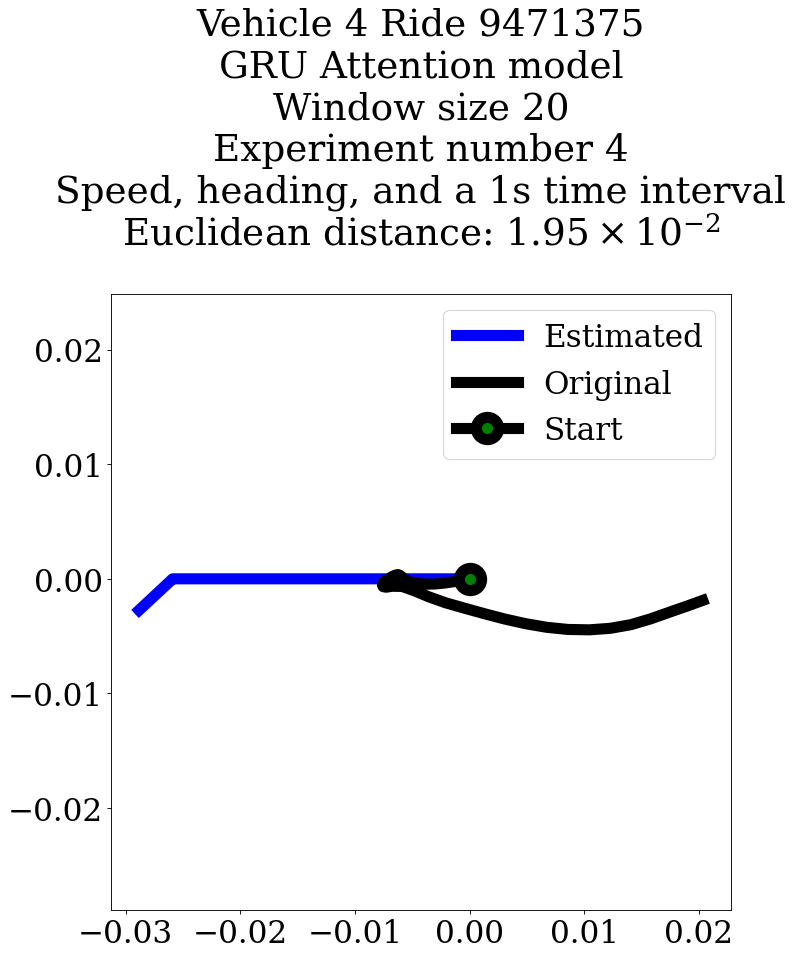 Vehicle 4 Ride 9471375
GRU Attention model
Window size 20
Experiment number 4
Speed, heading, and a 1s time interval
Euclidean distance: 1.95 × 10⁻²
Estimated
Original
Start
0.02
0.01
0.00
−0.01
−0.02
−0.03 −0.02 −0.01 0.00 0.01 0.02